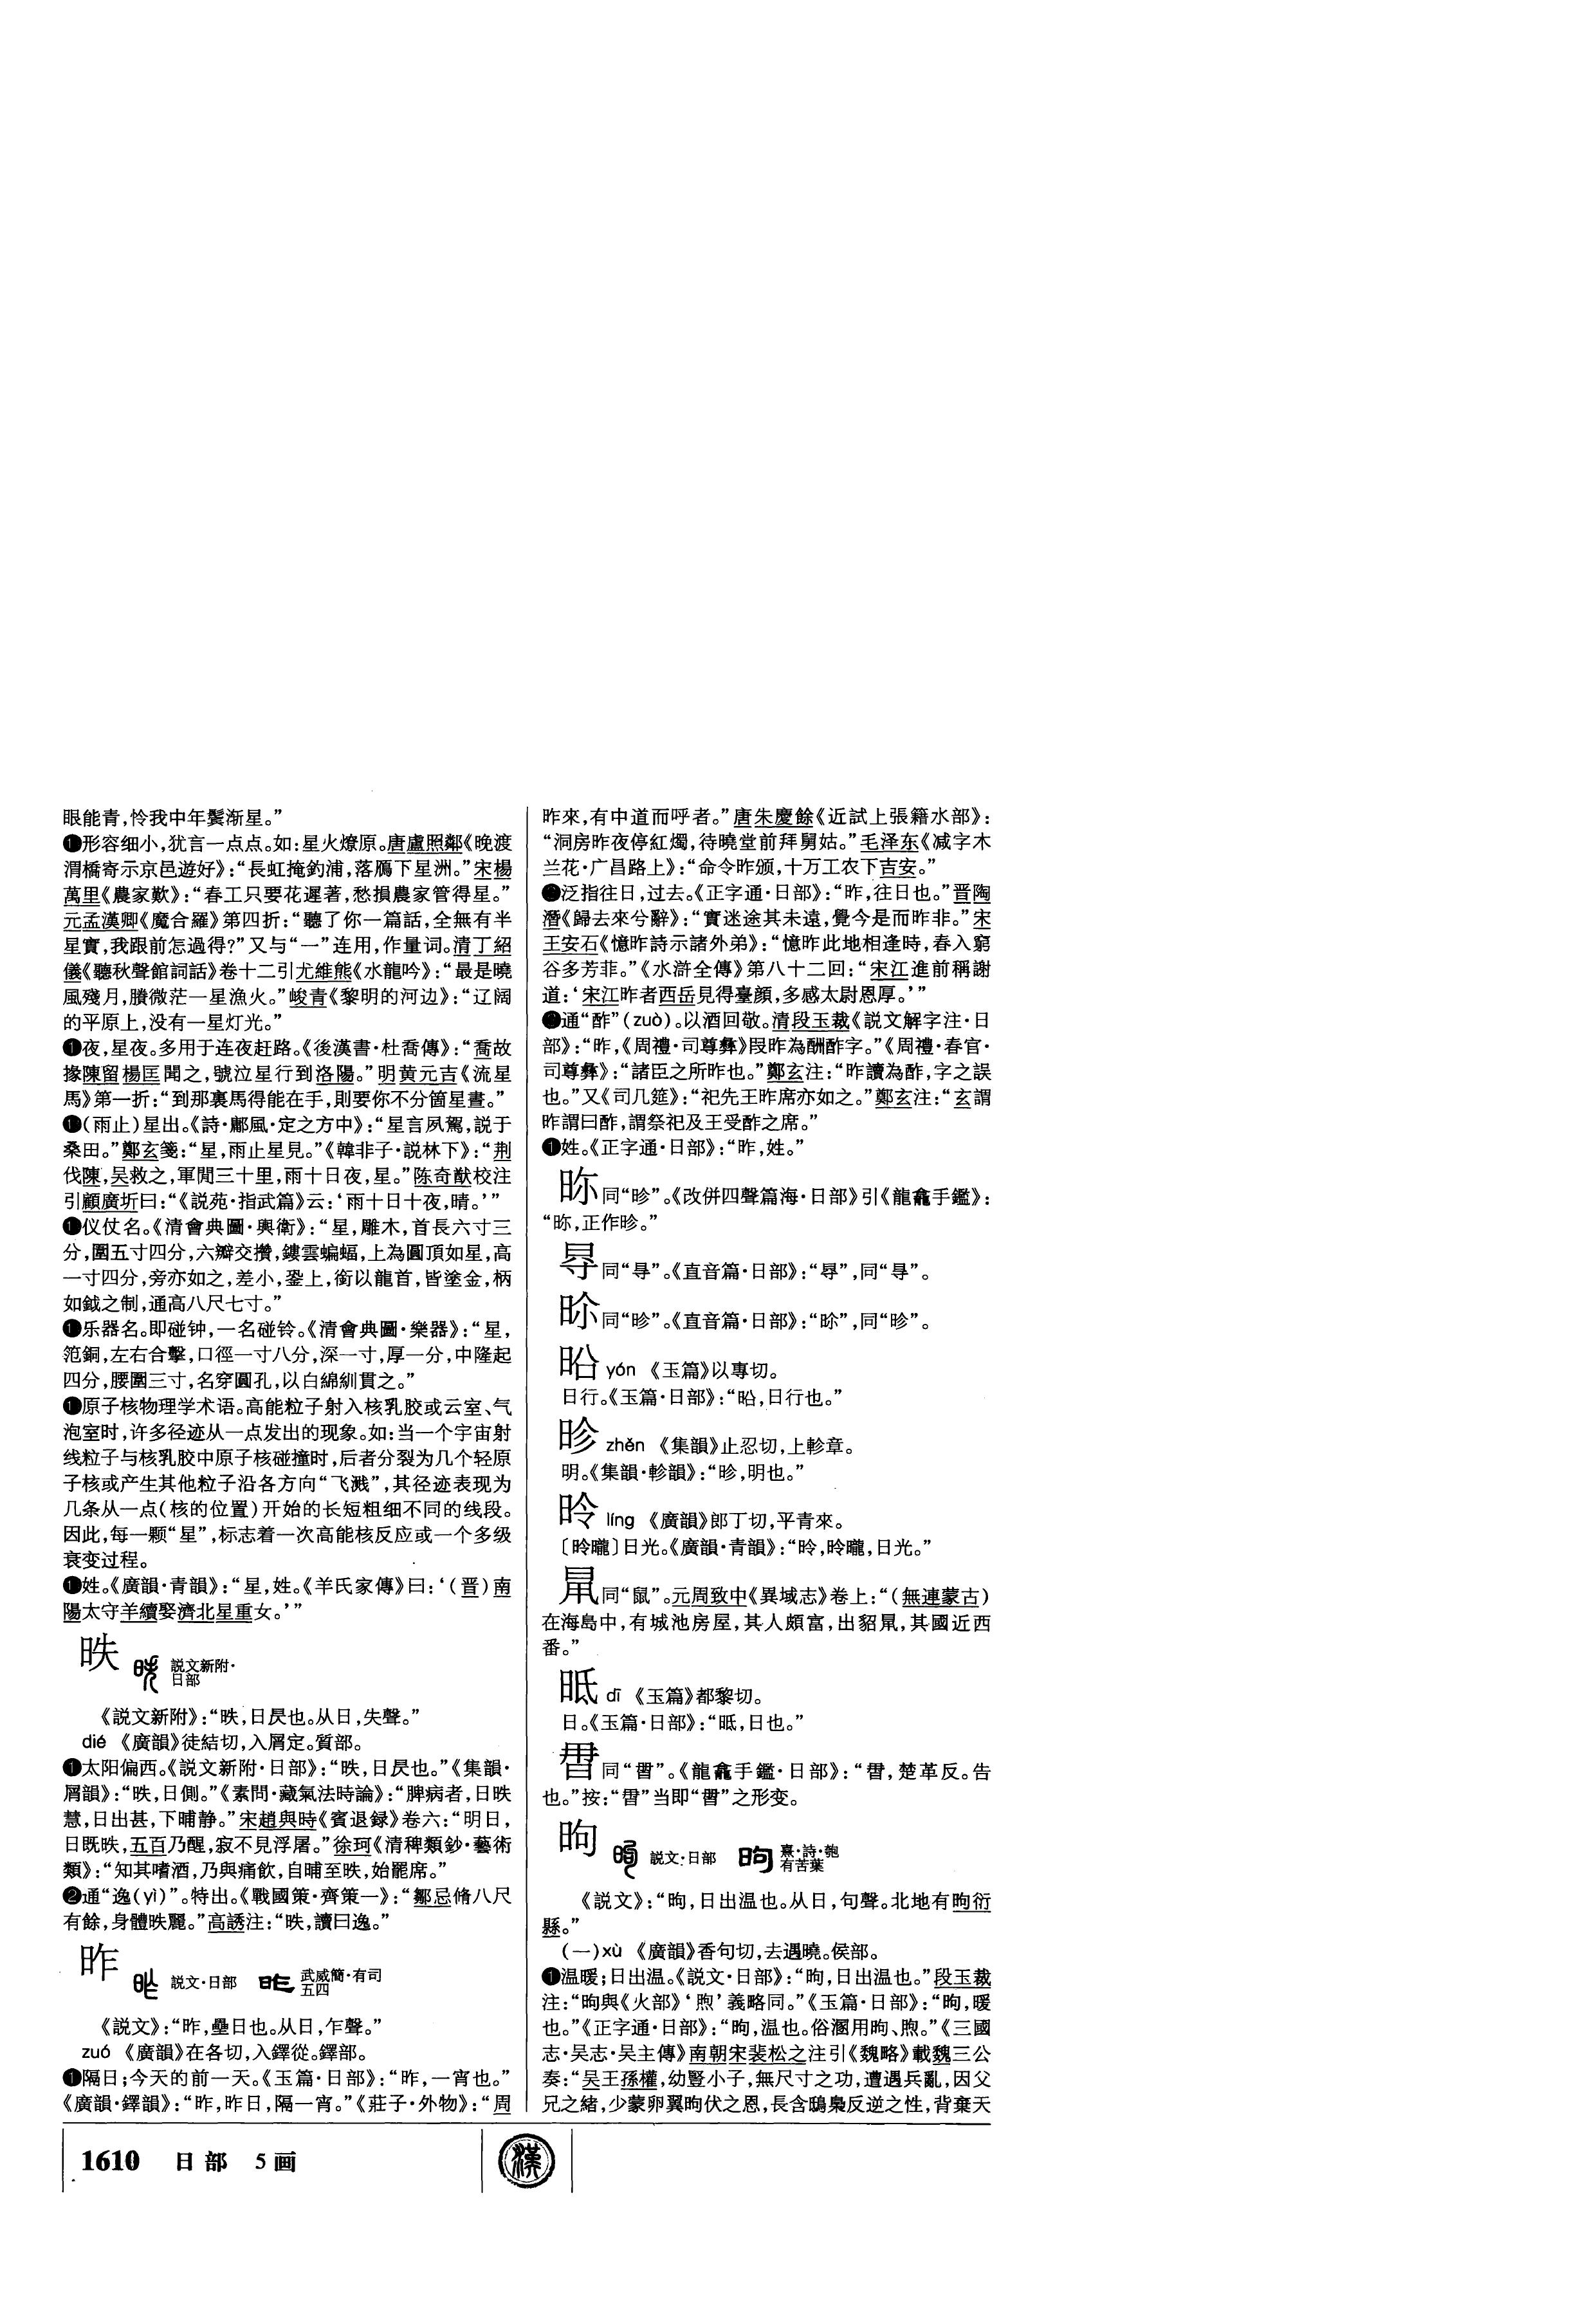 眼能青，怜我中年鬓渐星。”
❶形容细小，犹言一点点。如：星火燎原。唐盧照鄰《晚渡
渭橋寄示京邑遊好》：“長虹掩釣浦，落鴈下星洲。”宋楊
萬里《農家歎》：“春工只要花遲著，愁損農家管得星。”
元孟漢卿《魔合羅》第四折：“聽了你一篇話，全無有半
星實，我跟前怎過得？”又与“一”连用，作量词。清丁紹
儀《聽秋聲館詞話》卷十二引尤維熊《水龍吟》：“最是曉
風殘月，賸微茫一星漁火。”峻青《黎明的河边》：“辽阔
的平原上，没有一星灯光。”
❶夜，星夜。多用于连夜赶路。《後漢書·杜喬傳》：“喬故
掾陳留楊匡聞之，號泣星行到洛陽。”明黄元吉《流星
馬》第一折：“到那裏馬得能在手，則要你不分箇星晝。”
❶（雨止）星出。《詩·鄘風·定之方中》：“星言夙駕，説于
桑田。”鄭玄箋：“星，雨止星見。”《韓非子·説林下》：“荆
伐陳，吴救之，軍閒三十里，雨十日夜，星。”陈奇猷校注
引顧廣圻曰：“《説苑·指武篇》云：‘雨十日十夜，晴。’”
❶仪仗名。《清會典圖·輿衛》：“星，雕木，首長六寸三
分，圍五寸四分，六瓣交攢，鏤雲蝙蝠，上為圓頂如星，高
一寸四分，旁亦如之，差小，銎上，銜以龍首，皆塗金，柄
如鉞之制，通高八尺七寸。”
❶乐器名。即碰钟，一名碰铃。《清會典圖·樂器》：“星，
笵銅，左右合擊，口徑一寸八分，深一寸，厚一分，中隆起
四分，腰圍三寸，各穿圓孔，以白綿紃貫之。”
❶原子核物理学术语。高能粒子射入核乳胶或云室、气
泡室时，许多径迹从一点发出的现象。如：当一个宇宙射
线粒子与核乳胶中原子核碰撞时，后者分裂为几个轻原
子核或产生其他粒子沿各方向“飞溅”，其径迹表现为
几条从一点（核的位置）开始的长短粗细不同的线段。
因此，每一颗“星”，标志着一次高能核反应或一个多级
衰变过程。
❶姓。《廣韻·青韻》：“星，姓。《羊氏家傳》曰：‘（晋）南
陽太守羊續娶濟北星重女。’”
昳 説文新附·
日部
《説文新附》：“昳，日昃也。从日，失聲。”
dié 《廣韻》徒結切，入屑定。質部。
❶太阳偏西。《説文新附·日部》：“昳，日昃也。”《集韻·
屑韻》：“昳，日側。”《素問·藏氣法時論》：“脾病者，日昳
慧，日出甚，下晡静。”宋趙與時《賓退録》卷六：“明日，
日既昳，五百乃醒，寂不見浮屠。”徐珂《清稗類鈔·藝術
類》：“知其嗜酒，乃與痛飲，自晡至昳，始罷席。”
❷通“逸（yì）”。特出。《戰國策·齊策一》：“鄒忌脩八尺
有餘，身體昳麗。”高誘注：“昳，讀曰逸。”
昨 説文·日部 武威簡·有司
五四
《説文》：“昨，壘日也。从日，乍聲。”
zuó 《廣韻》在各切，入鐸從。鐸部。
❶隔日；今天的前一天。《玉篇·日部》：“昨，一宵也。”
《廣韻·鐸韻》：“昨，昨日，隔一宵。”《莊子·外物》：“周
昨來，有中道而呼者。”唐朱慶餘《近試上張籍水部》：
“洞房昨夜停紅燭，待曉堂前拜舅姑。”毛泽东《减字木
兰花·广昌路上》：“命令昨颁，十万工农下吉安。”
❷泛指往日，过去。《正字通·日部》：“昨，往日也。”晋陶
潛《歸去來兮辭》：“實迷途其未遠，覺今是而昨非。”宋
王安石《憶昨詩示諸外弟》：“憶昨此地相逢時，春入窮
谷多芳菲。”《水滸全傳》第八十二回：“宋江進前稱謝
道：‘宋江昨者西岳見得臺顔，多感太尉恩厚。’”
❸通“酢”（zuò）。以酒回敬。清段玉裁《説文解字注·日
部》：“昨，《周禮·司尊彝》叚昨為酬酢字。”《周禮·春官·
司尊彝》：“諸臣之所昨也。”鄭玄注：“昨讀為酢，字之誤
也。”又《司几筵》：“祀先王昨席亦如之。”鄭玄注：“玄謂
昨讀曰酢，謂祭祀及王受酢之席。”
❶姓。《正字通·日部》：“昨，姓。”
同“昣”。《改併四聲篇海·日部》引《龍龕手鑑》：
“昹，正作昣。”
同“㝵”。《直音篇·日部》：“㝷”，同“㝵”。
同“昣”。《直音篇·日部》：“昣”，同“昣”。
㕣 yón 《玉篇》以專切。
日行。《玉篇·日部》：“㕣，日行也。”
昣 zhěn 《集韻》止忍切，上軫章。
明。《集韻·軫韻》：“昣，明也。”
昤 líng 《廣韻》郎丁切，平青來。
〔昤曨〕日光。《廣韻·青韻》：“昤，昤曨，日光。”
同“鼠”。元周致中《異域志》卷上：“（無連蒙古）
在海島中，有城池房屋，其人頗富，出貂鼠，其國近西
番。”
昗 dī 《玉篇》都黎切。
日。《玉篇·日部》：“㫝，日也。”
同“㬱”。《龍龕手鑑·日部》：“㬱，楚革反。告
也。”按：“㬱”当即“㬱”之形变。
昫 説文·日部 熹·詩·匏
有苦葉
《説文》：“昫，日出温也。从日，句聲。北地有昫衍
縣。”
（一）xù 《廣韻》香句切，去遇曉。侯部。
❶温暖；日出温。《説文·日部》：“昫，日出温也。”段玉裁
注：“昫與《火部》‘煦’義略同。”《玉篇·日部》：“昫，暖
也。”《正字通·日部》：“昫，温也。俗溷用昫、煦。”《三國
志·吴志·吴主傳》南朝宋裴松之注引《魏略》載魏三公
奏：“吴王孫權，幼豎小子，無尺寸之功，遭遇兵亂，因父
兄之緒，少蒙卵翼昫伏之恩，長含鴟梟反逆之性，背棄天
1610 日部 5画
漢